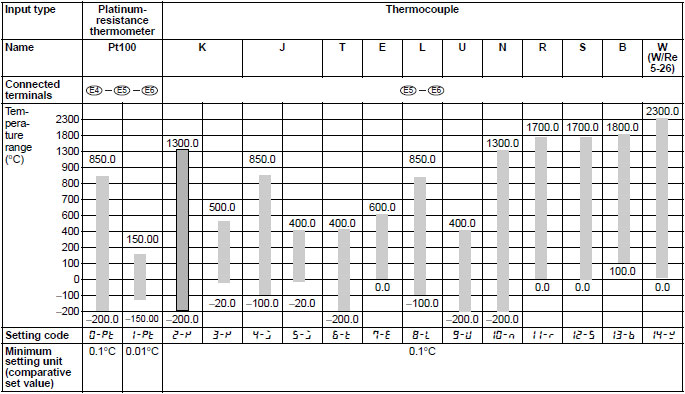 Input type Platinum-resistance thermometer Thermocouple
Name Pt100 K J T E L U N R S B W (W/Re 5-26)
Connected terminals E4 – E5 – E6 E5 – E6
Tem-
pera-
ture
range
(°C)
2300
1800
1300
900
800
700
600
400
200
100
0
−100
−200
2300.0
1700.0 1700.0 1800.0
1300.0 1300.0
850.0 850.0 850.0
500.0 600.0
150.00 400.0 400.0 400.0
100.0
0.0 0.0 0.0 0.0
−20.0 −100.0 −20.0 −100.0
−200.0 −150.00 −200.0 −200.0 −200.0 −200.0
Setting code 0-Pt 1-Pt 2-K 3-K 4-J 5-J 6-t 7-E 8-L 9-U 10-n 11-r 12-S 13-b 14-W
Minimum setting unit (comparative set value) 0.1°C 0.01°C 0.1°C